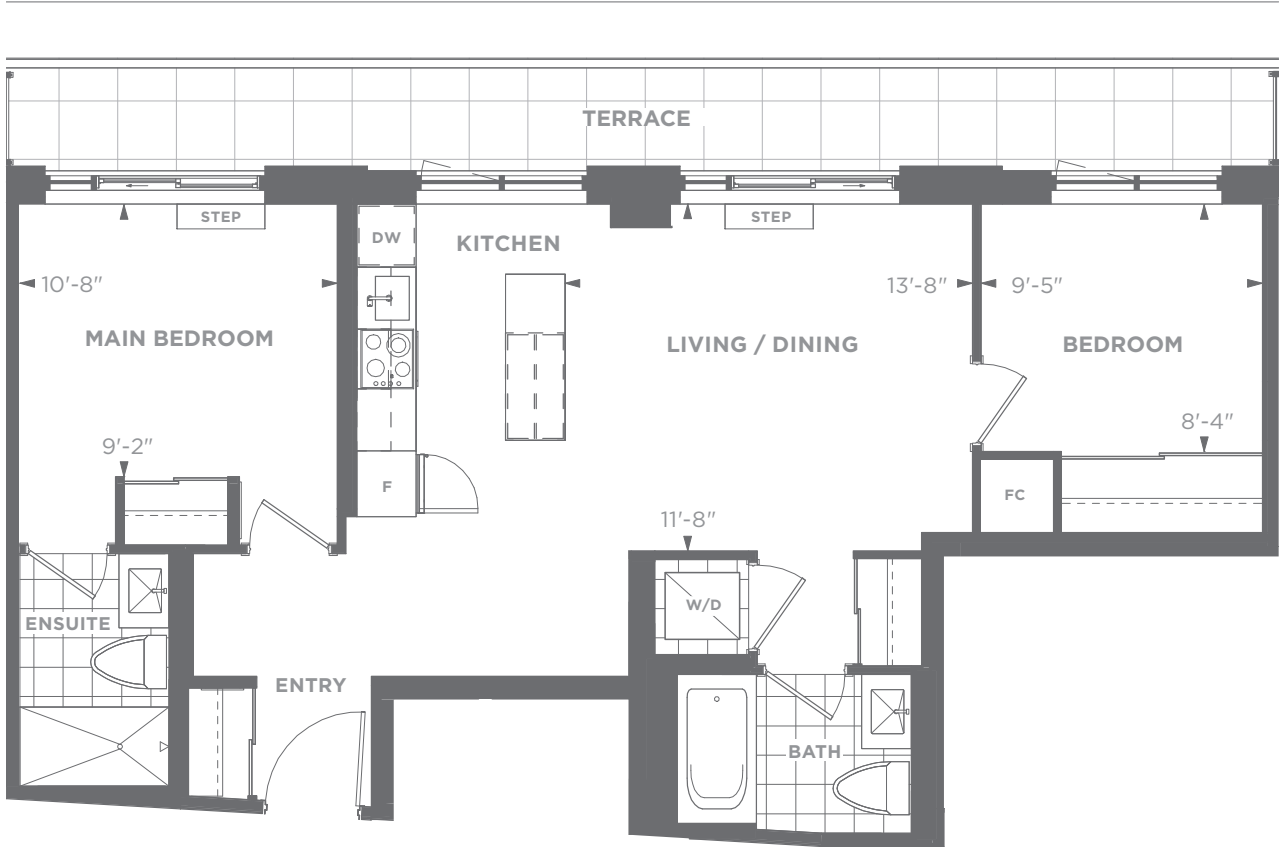 TERRACE
STEP
DW
KITCHEN
STEP
10'-8"
13'-8"
9'-5"
MAIN BEDROOM
LIVING / DINING
BEDROOM
9'-2"
8'-4"
F
FC
11'-8"
W/D
ENSUITE
ENTRY
BATH